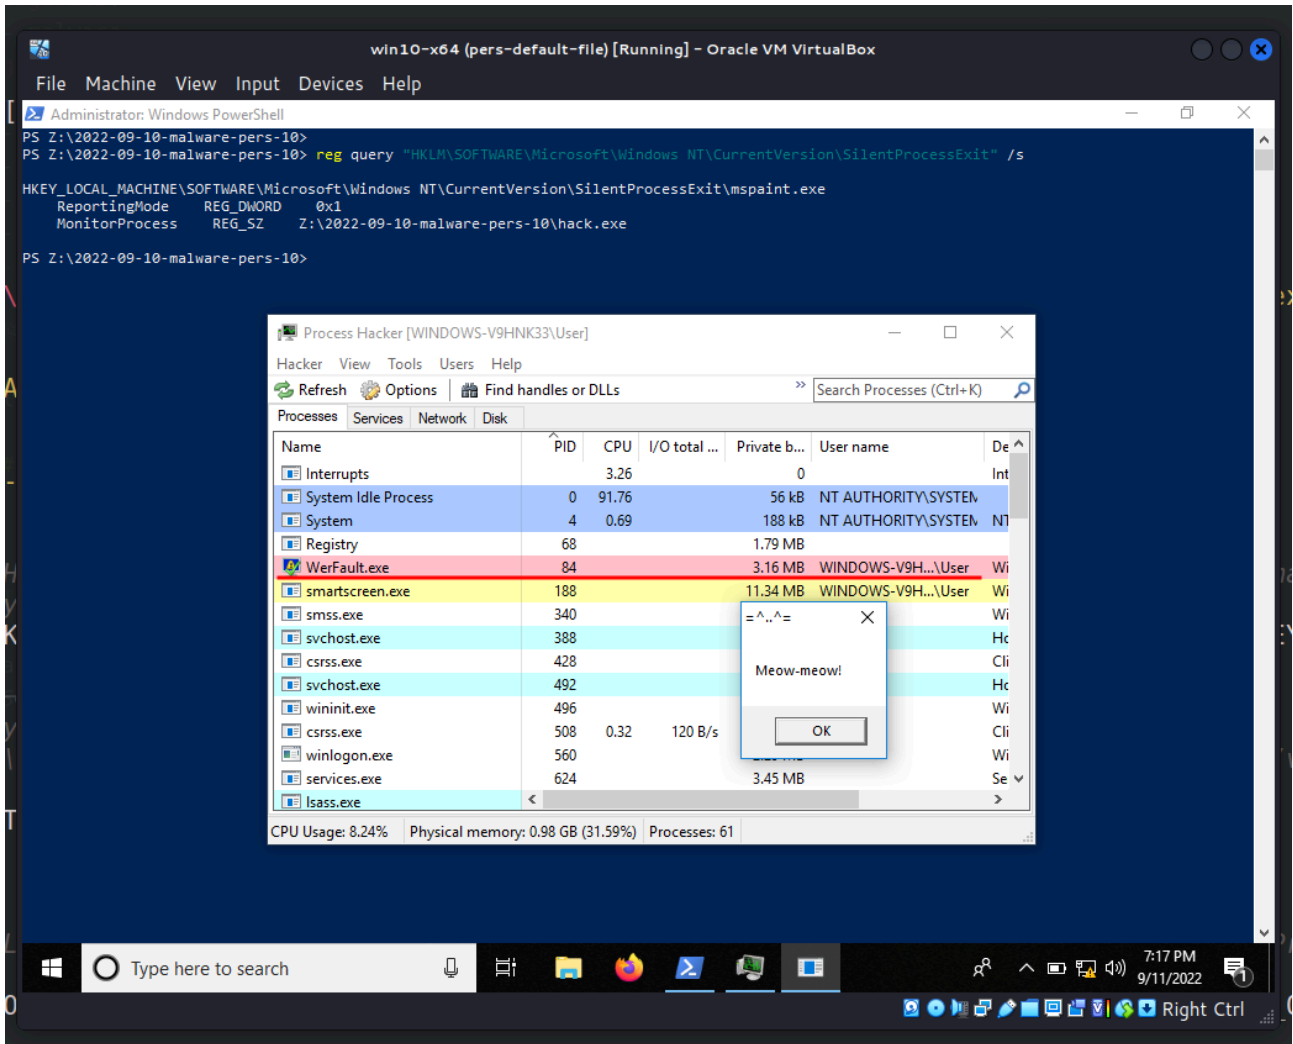 win10-x64 (pers-default-file) [Running] - Oracle VM VirtualBox
File Machine View Input Devices Help
Administrator: Windows PowerShell
PS Z:\2022-09-10-malware-pers-10>
PS Z:\2022-09-10-malware-pers-10> reg query "HKLM\SOFTWARE\Microsoft\Windows NT\CurrentVersion\SilentProcessExit" /s
HKEY_LOCAL_MACHINE\SOFTWARE\Microsoft\Windows NT\CurrentVersion\SilentProcessExit\mspaint.exe
ReportingMode REG_DWORD 0x1
MonitorProcess REG_SZ Z:\2022-09-10-malware-pers-10\hack.exe
PS Z:\2022-09-10-malware-pers-10>
Process Hacker [WINDOWS-V9HNK33\User]
Hacker View Tools Users Help
Refresh Options Find handles or DLLs » Search Processes (Ctrl+K)
Processes Services Network Disk
Name PID CPU I/O total ... Private b... User name De
Interrupts 3.26 0 Int
System Idle Process 0 91.76 56 kB NT AUTHORITY\SYSTEM
System 4 0.69 188 kB NT AUTHORITY\SYSTEM NT
Registry 68 1.79 MB
WerFault.exe 84 3.16 MB WINDOWS-V9H...\User Wi
smartscreen.exe 188 11.34 MB WINDOWS-V9H...\User Wi
smss.exe 340 Wi
svchost.exe 388 Hc
csrss.exe 428 Cli
svchost.exe 492 Hc
wininit.exe 496 Wi
csrss.exe 508 0.32 120 B/s Cli
winlogon.exe 560 Wi
services.exe 624 3.45 MB Se
lsass.exe
=^..^=
Meow-meow!
OK
CPU Usage: 8.24% Physical memory: 0.98 GB (31.59%) Processes: 61
Type here to search
7:17 PM
9/11/2022
1
Right Ctrl